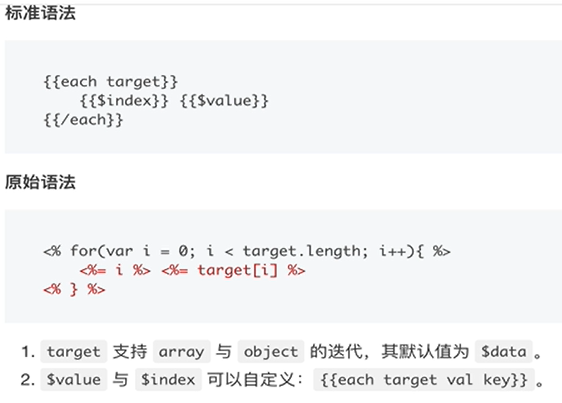 标准语法
{{each target}}
{{$index}} {{$value}}
{{/each}}
原始语法
<% for(var i = 0; i < target.length; i++){ %>
<%= i %> <%= target[i] %>
<% } %>
1. target 支持 array 与 object 的迭代，其默认值为 $data。
2. $value 与 $index 可以自定义：{{each target val key}}。